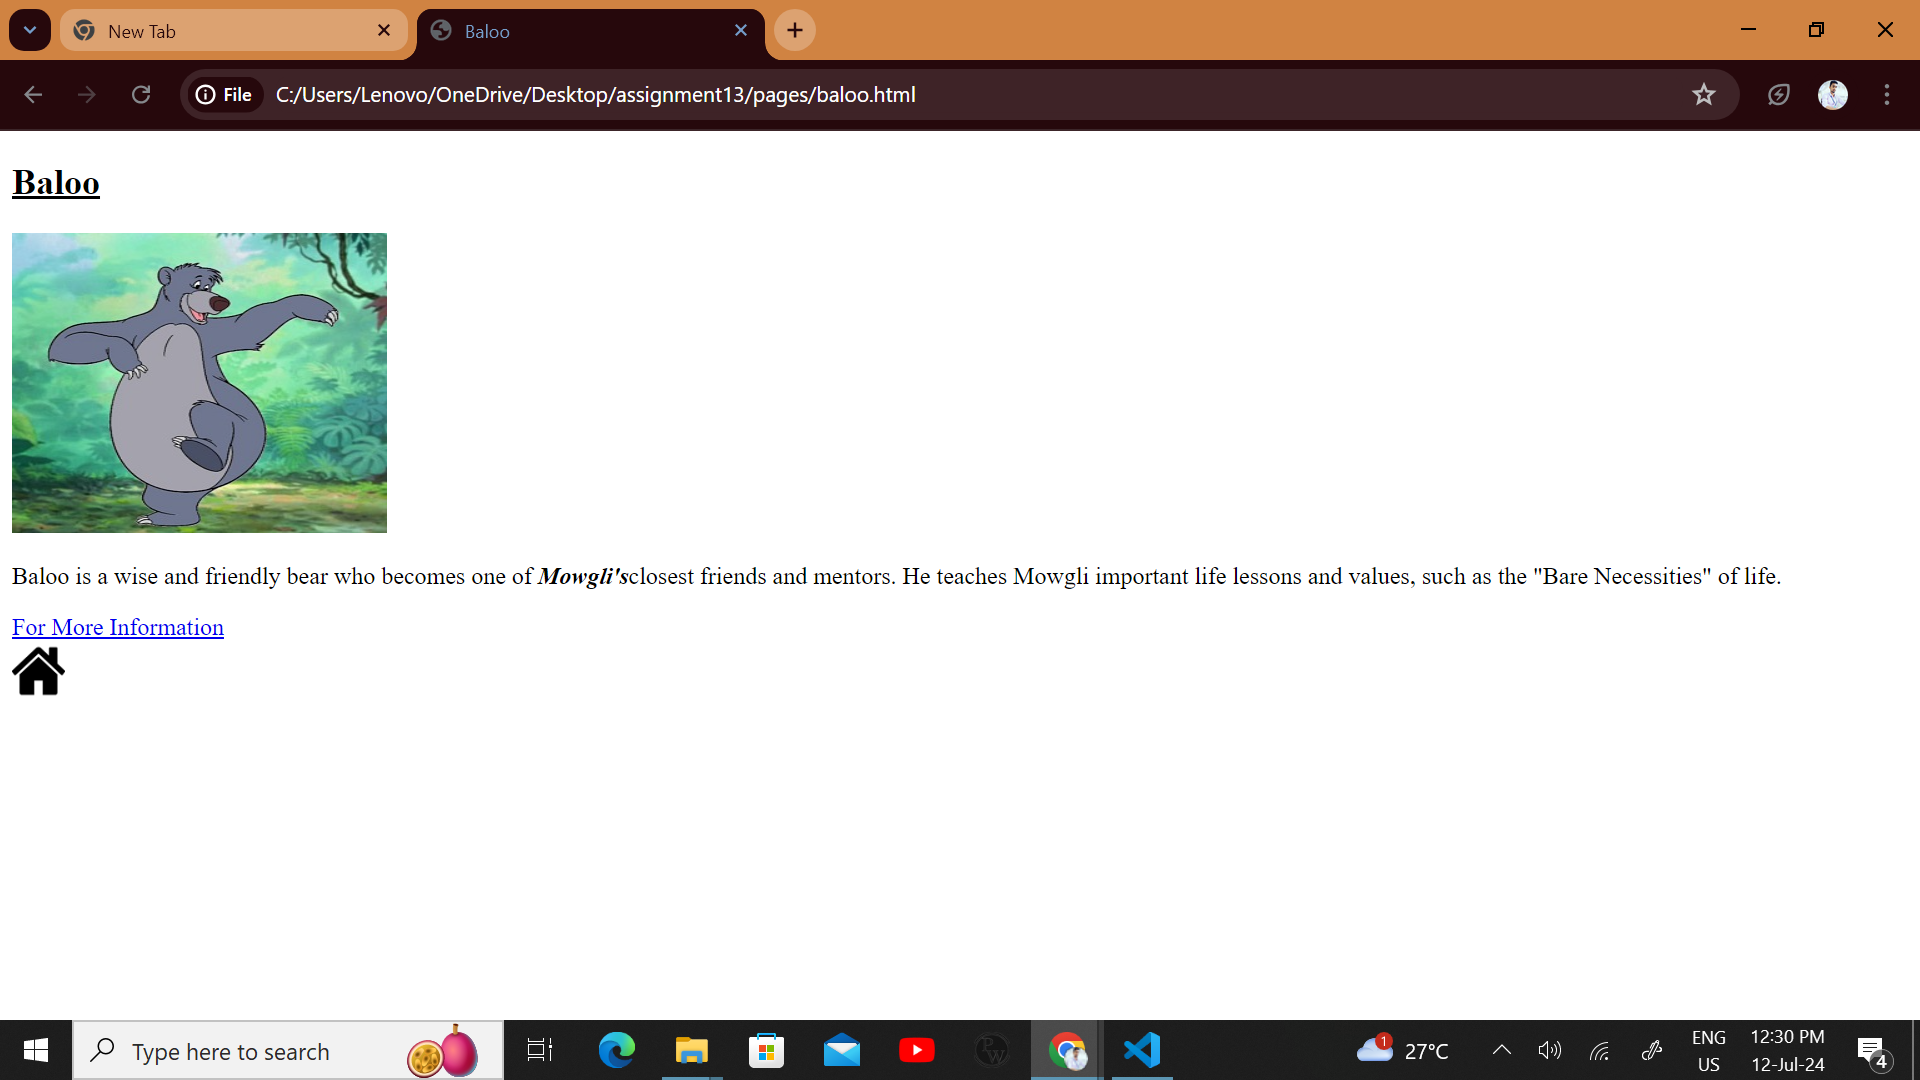 New Tab
Baloo
File
C:/Users/Lenovo/OneDrive/Desktop/assignment13/pages/baloo.html
Baloo
Baloo is a wise and friendly bear who becomes one of Mowgli'sclosest friends and mentors. He teaches Mowgli important life lessons and values, such as the "Bare Necessities" of life.
For More Information
Type here to search
PW
1
27°C
ENG
US
12:30 PM
12-Jul-24
4